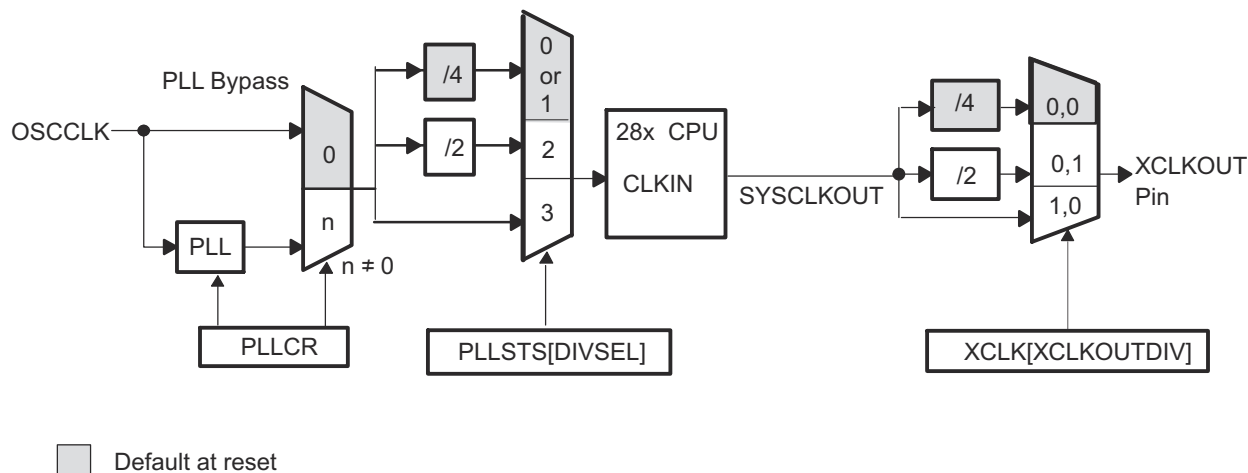 PLL Bypass
OSCCLK
0
n
PLL
n ≠ 0
PLLCR
/4
/2
0
or
1
2
3
PLLSTS[DIVSEL]
28x CPU
CLKIN
SYSCLKOUT
/4
/2
0,0
0,1
1,0
XCLKOUT
Pin
XCLK[XCLKOUTDIV]
Default at reset